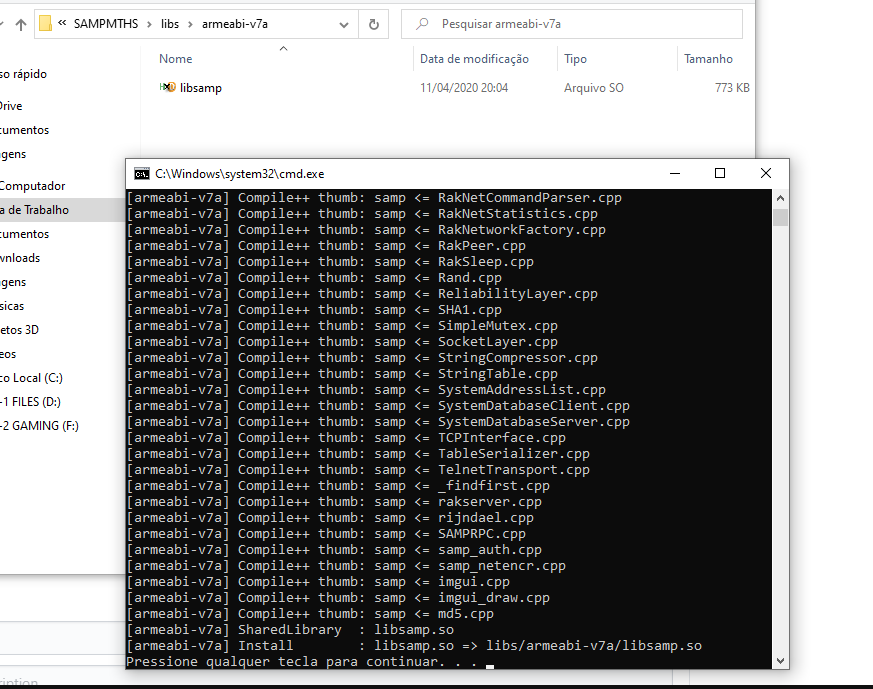 « SAMPMTHS › libs › armeabi-v7a
Pesquisar armeabi-v7a
Nome
Data de modificação
Tipo
Tamanho
libsamp
11/04/2020 20:04
Arquivo SO
773 KB
so rápido
Drive
cumentos
agens
Computador
a de Trabalho
cumentos
wnloads
agens
sicas
etos 3D
eos
co Local (C:)
-1 FILES (D:)
-2 GAMING (F:)
C:\Windows\system32\cmd.exe
[armeabi-v7a] Compile++ thumb: samp <= RakNetCommandParser.cpp
[armeabi-v7a] Compile++ thumb: samp <= RakNetStatistics.cpp
[armeabi-v7a] Compile++ thumb: samp <= RakNetworkFactory.cpp
[armeabi-v7a] Compile++ thumb: samp <= RakPeer.cpp
[armeabi-v7a] Compile++ thumb: samp <= RakSleep.cpp
[armeabi-v7a] Compile++ thumb: samp <= Rand.cpp
[armeabi-v7a] Compile++ thumb: samp <= ReliabilityLayer.cpp
[armeabi-v7a] Compile++ thumb: samp <= SHA1.cpp
[armeabi-v7a] Compile++ thumb: samp <= SimpleMutex.cpp
[armeabi-v7a] Compile++ thumb: samp <= SocketLayer.cpp
[armeabi-v7a] Compile++ thumb: samp <= StringCompressor.cpp
[armeabi-v7a] Compile++ thumb: samp <= StringTable.cpp
[armeabi-v7a] Compile++ thumb: samp <= SystemAddressList.cpp
[armeabi-v7a] Compile++ thumb: samp <= SystemDatabaseClient.cpp
[armeabi-v7a] Compile++ thumb: samp <= SystemDatabaseServer.cpp
[armeabi-v7a] Compile++ thumb: samp <= TCPInterface.cpp
[armeabi-v7a] Compile++ thumb: samp <= TableSerializer.cpp
[armeabi-v7a] Compile++ thumb: samp <= TelnetTransport.cpp
[armeabi-v7a] Compile++ thumb: samp <= _findfirst.cpp
[armeabi-v7a] Compile++ thumb: samp <= rakserver.cpp
[armeabi-v7a] Compile++ thumb: samp <= rijndael.cpp
[armeabi-v7a] Compile++ thumb: samp <= SAMPRPC.cpp
[armeabi-v7a] Compile++ thumb: samp <= samp_auth.cpp
[armeabi-v7a] Compile++ thumb: samp <= samp_netencr.cpp
[armeabi-v7a] Compile++ thumb: samp <= imgui.cpp
[armeabi-v7a] Compile++ thumb: samp <= imgui_draw.cpp
[armeabi-v7a] Compile++ thumb: samp <= md5.cpp
[armeabi-v7a] SharedLibrary  : libsamp.so
[armeabi-v7a] Install        : libsamp.so => libs/armeabi-v7a/libsamp.so
Pressione qualquer tecla para continuar. . .